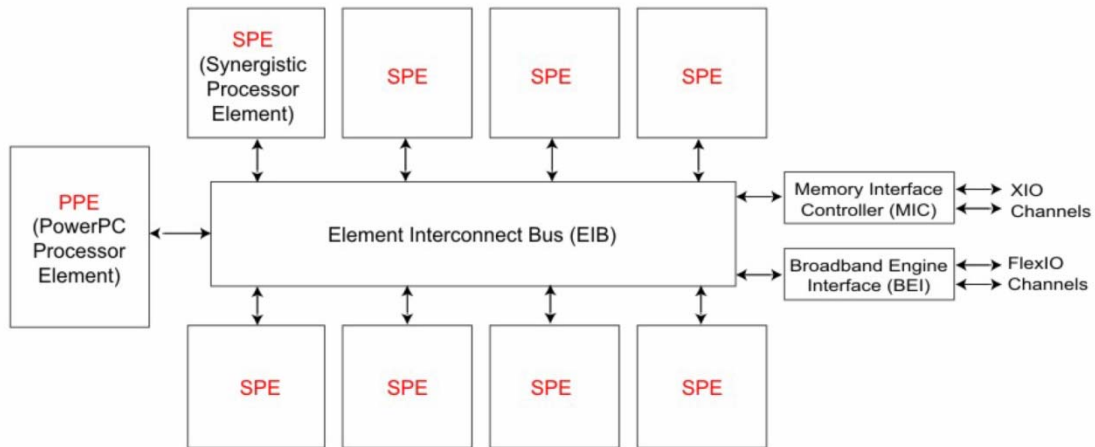 SPE
(Synergistic
Processor
Element)
SPE
SPE
SPE
PPE
(PowerPC
Processor
Element)
Element Interconnect Bus (EIB)
Memory Interface
Controller (MIC)
XIO
Channels
Broadband Engine
Interface (BEI)
FlexIO
Channels
SPE
SPE
SPE
SPE